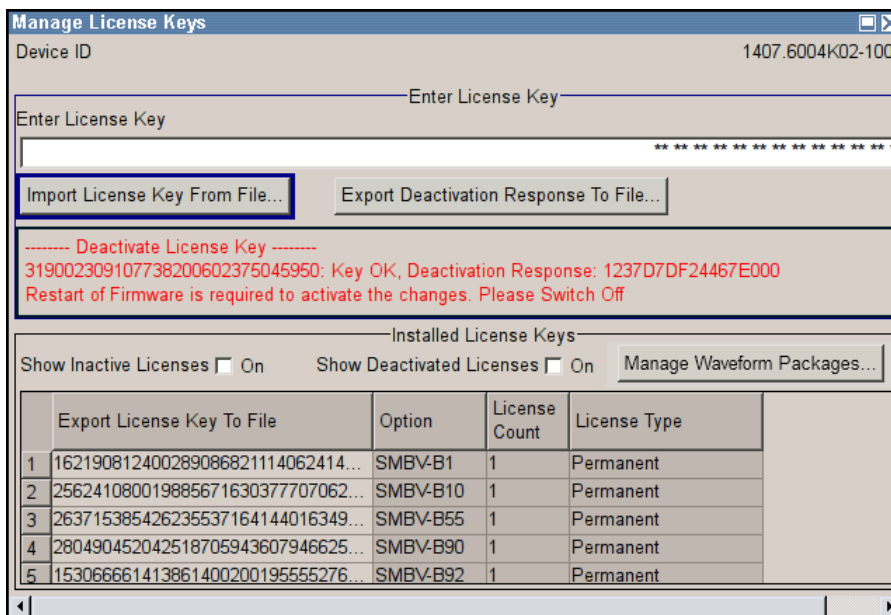 Manage License Keys
Device ID 1407.6004K02-100
Enter License Key
Enter License Key
** ** ** ** ** ** ** ** ** ** ** **
Import License Key From File... Export Deactivation Response To File...
-------- Deactivate License Key --------
319002309107738200602375045950: Key OK, Deactivation Response: 1237D7DF24467E000
Restart of Firmware is required to activate the changes. Please Switch Off
Installed License Keys
Show Inactive Licenses On Show Deactivated Licenses On Manage Waveform Packages...
Export License Key To File Option License Count License Type
1 162190812400289086821114062414... SMBV-B1 1 Permanent
2 256241080019885671630377707062... SMBV-B10 1 Permanent
3 263715385426235537164144016349... SMBV-B55 1 Permanent
4 280490452042518705943607946625... SMBV-B90 1 Permanent
5 153066661413861400200195555276... SMBV-B92 1 Permanent